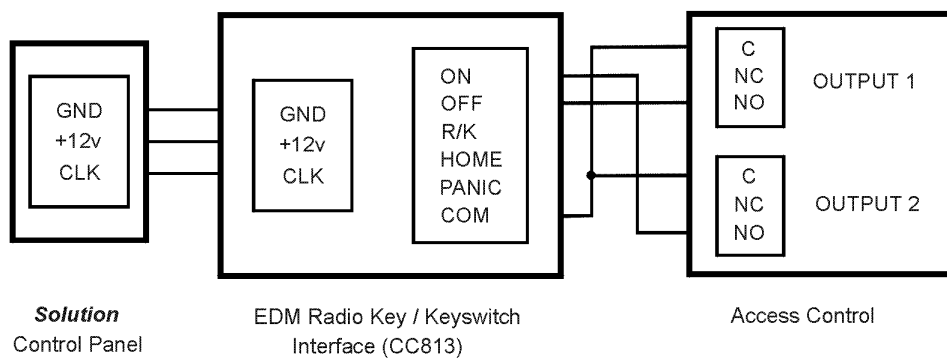 GND
+12v
CLK
GND
+12v
CLK
ON
OFF
R/K
HOME
PANIC
COM
C
NC
NO
OUTPUT 1
C
NC
NO
OUTPUT 2
Solution
Control Panel
EDM Radio Key / Keyswitch
Interface (CC813)
Access Control